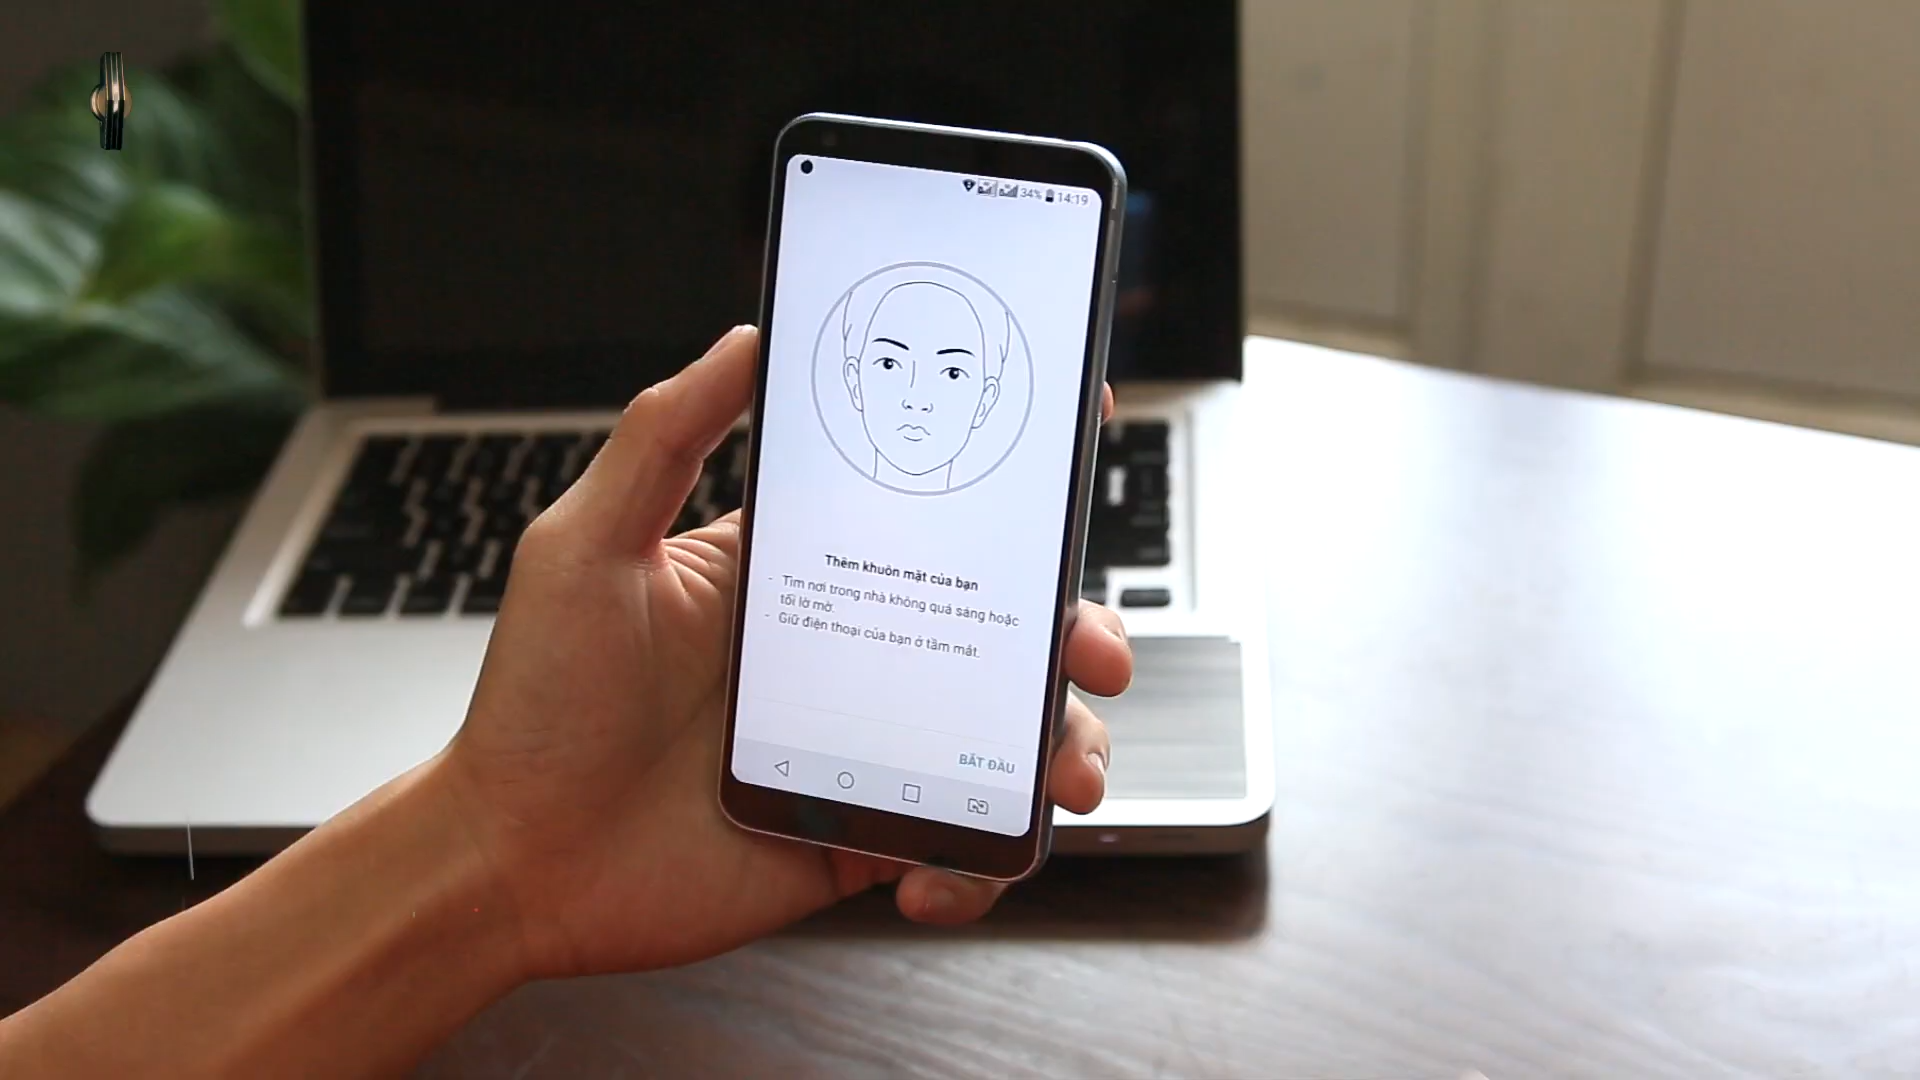 34% 14:19
Thêm khuôn mặt của bạn
- Tìm nơi trong nhà không quá sáng hoặc
tối lờ mờ.
- Giữ điện thoại của bạn ở tầm mắt.
BẮT ĐẦU